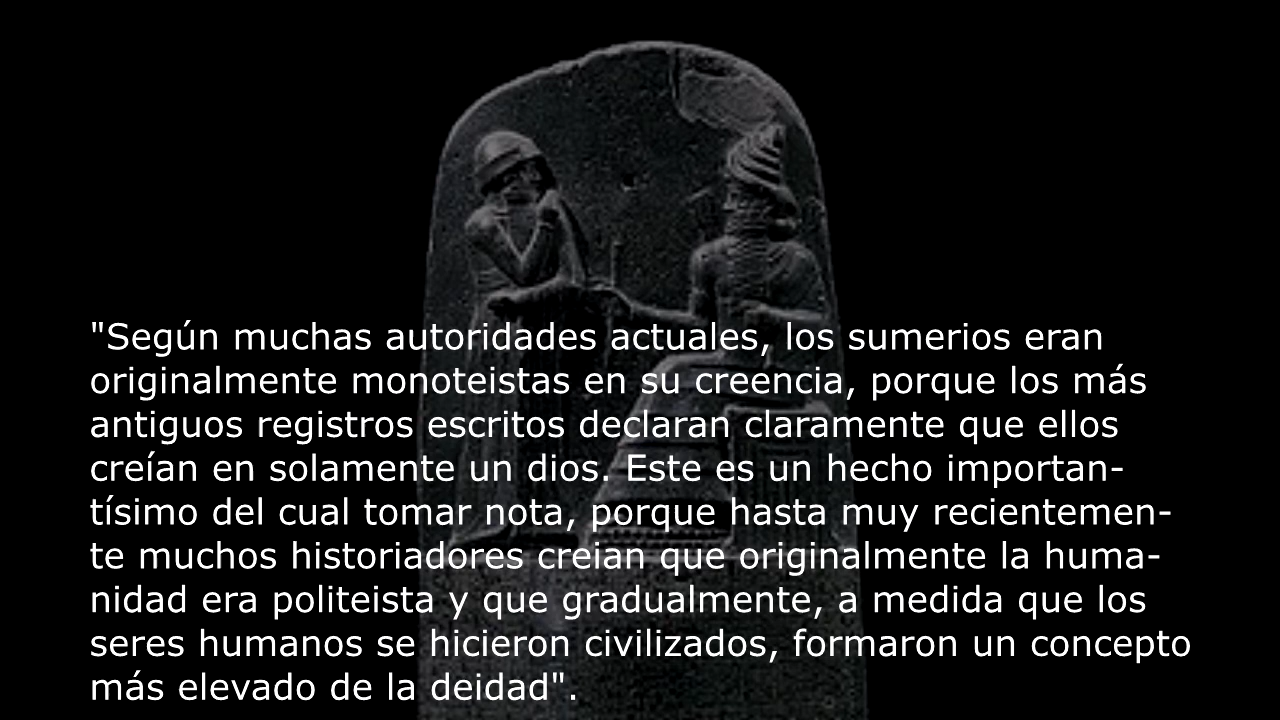 "Según muchas autoridades actuales, los sumerios eran
originalmente monoteistas en su creencia, porque los más
antiguos registros escritos declaran claramente que ellos
creían en solamente un dios. Este es un hecho importan-
tísimo del cual tomar nota, porque hasta muy recientemen-
te muchos historiadores creian que originalmente la huma-
nidad era politeista y que gradualmente, a medida que los
seres humanos se hicieron civilizados, formaron un concepto
más elevado de la deidad".